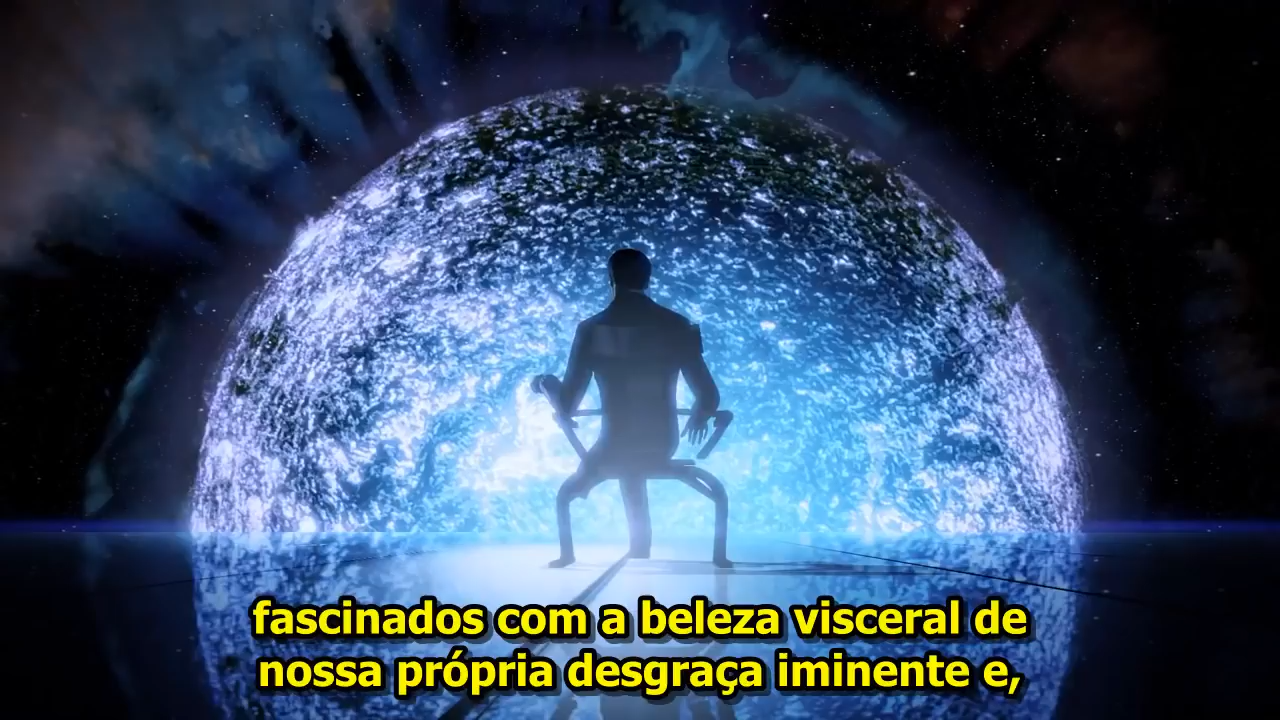 fascinados com a beleza visceral de
nossa própria desgraça iminente e,